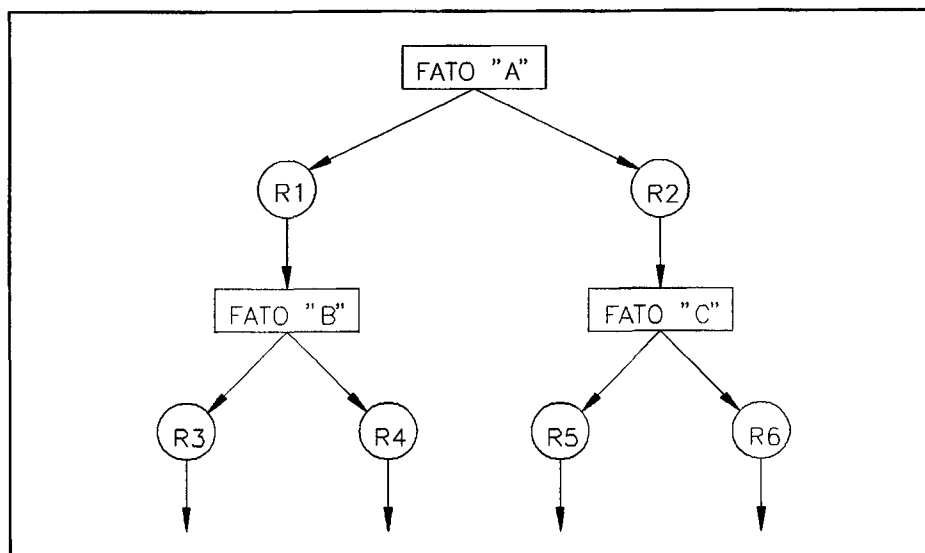 FATO "A"
R1
R2
FATO "B"
FATO "C"
R3
R4
R5
R6